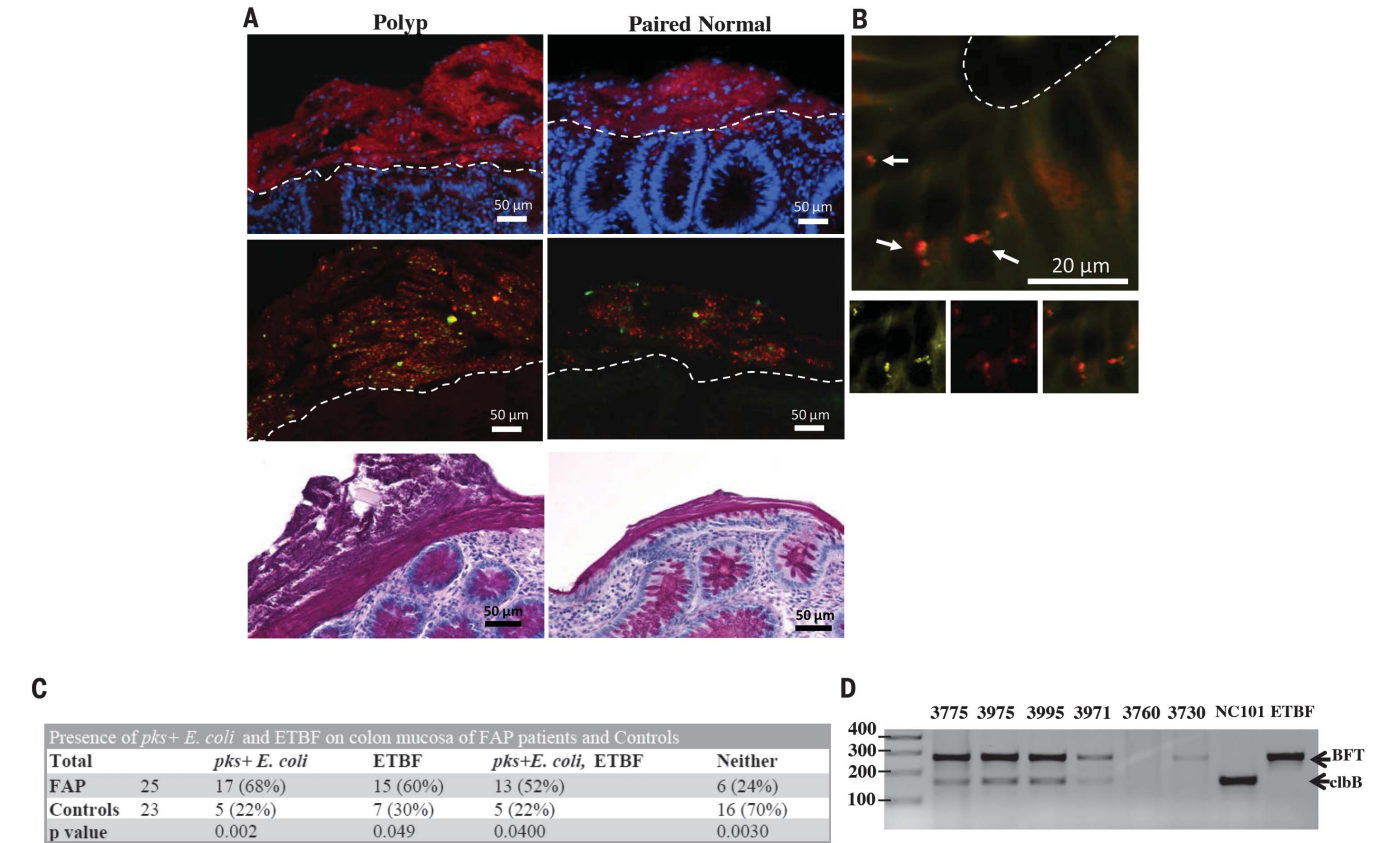 A
Polyp
Paired Normal
B
50 µm
50 µm
20 µm
50 µm
50 µm
50 µm
50 µm
C
Presence of pks+ E. coli and ETBF on colon mucosa of FAP patients and Controls
Total pks+ E. coli ETBF pks+E. coli, ETBF Neither
FAP 25 17 (68%) 15 (60%) 13 (52%) 6 (24%)
Controls 23 5 (22%) 7 (30%) 5 (22%) 16 (70%)
p value 0.002 0.049 0.0400 0.0030
D
3775 3975 3995 3971 3760 3730 NC101 ETBF
400
300
200
100
BFT
clbB